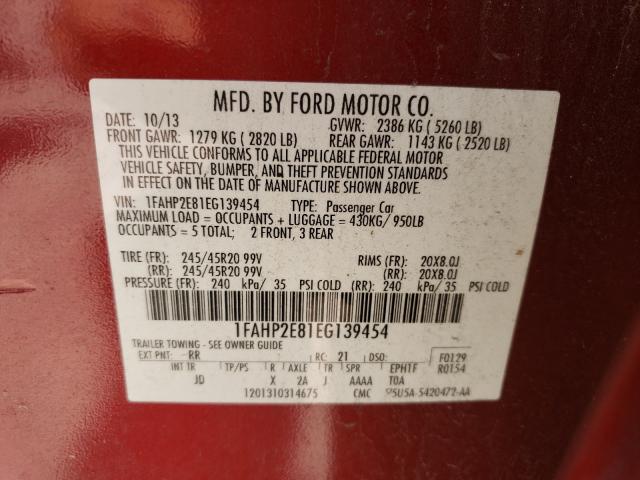 MFD. BY FORD MOTOR CO.
DATE: 10/13 GVWR: 2386 KG ( 5260 LB)
FRONT GAWR: 1279 KG ( 2820 LB) REAR GAWR: 1143 KG ( 2520 LB)
THIS VEHICLE CONFORMS TO ALL APPLICABLE FEDERAL MOTOR
VEHICLE SAFETY, BUMPER, AND THEFT PREVENTION STANDARDS
IN EFFECT ON THE DATE OF MANUFACTURE SHOWN ABOVE.
VIN: 1FAHP2E81EG139454 TYPE: Passenger Car
MAXIMUM LOAD = OCCUPANTS + LUGGAGE = 430KG/ 950LB
OCCUPANTS = 5 TOTAL; 2 FRONT, 3 REAR
TIRE (FR): 245/45R20 99V RIMS (FR): 20X8.0J
(RR): 245/45R20 99V (RR): 20X8.0J
PRESSURE (FR): 240 kPa/ 35 PSI COLD (RR): 240 kPa/ 35 PSI COLD
1FAHP2E81EG139454
TRAILER TOWING - SEE OWNER GUIDE
EXT PNT: RR RC: 21 DSO: F0129
INT TR TP/PS R AXLE TR SPR EPHTF R0154
JD X 2A J AAAA T0A
1201310314675 CMC 5U5A-5420472-AA